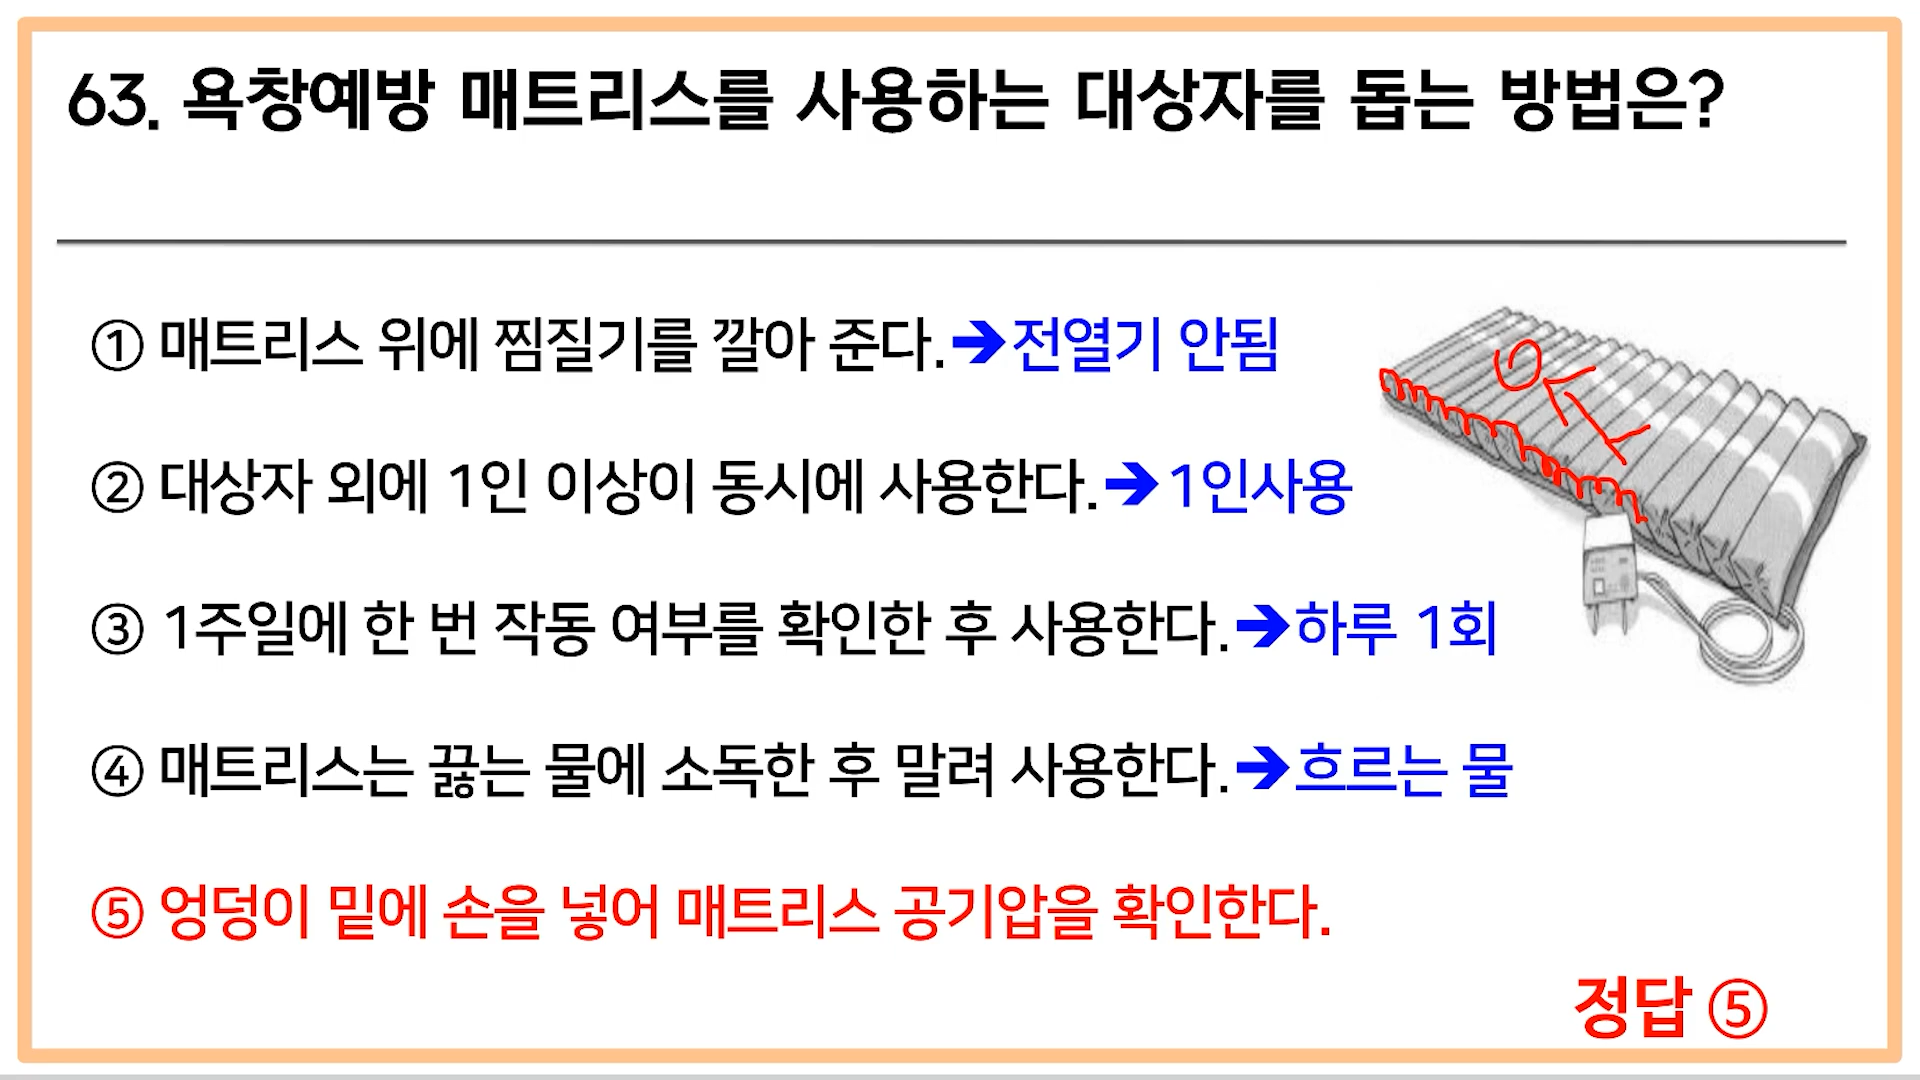 63. 욕창예방 매트리스를 사용하는 대상자를 돕는 방법은?
① 매트리스 위에 찜질기를 깔아 준다.➔전열기 안됨
② 대상자 외에 1인 이상이 동시에 사용한다.➔1인사용
③ 1주일에 한 번 작동 여부를 확인한 후 사용한다.➔하루 1회
④ 매트리스는 끓는 물에 소독한 후 말려 사용한다.➔흐르는 물
⑤ 엉덩이 밑에 손을 넣어 매트리스 공기압을 확인한다.
정답 ⑤